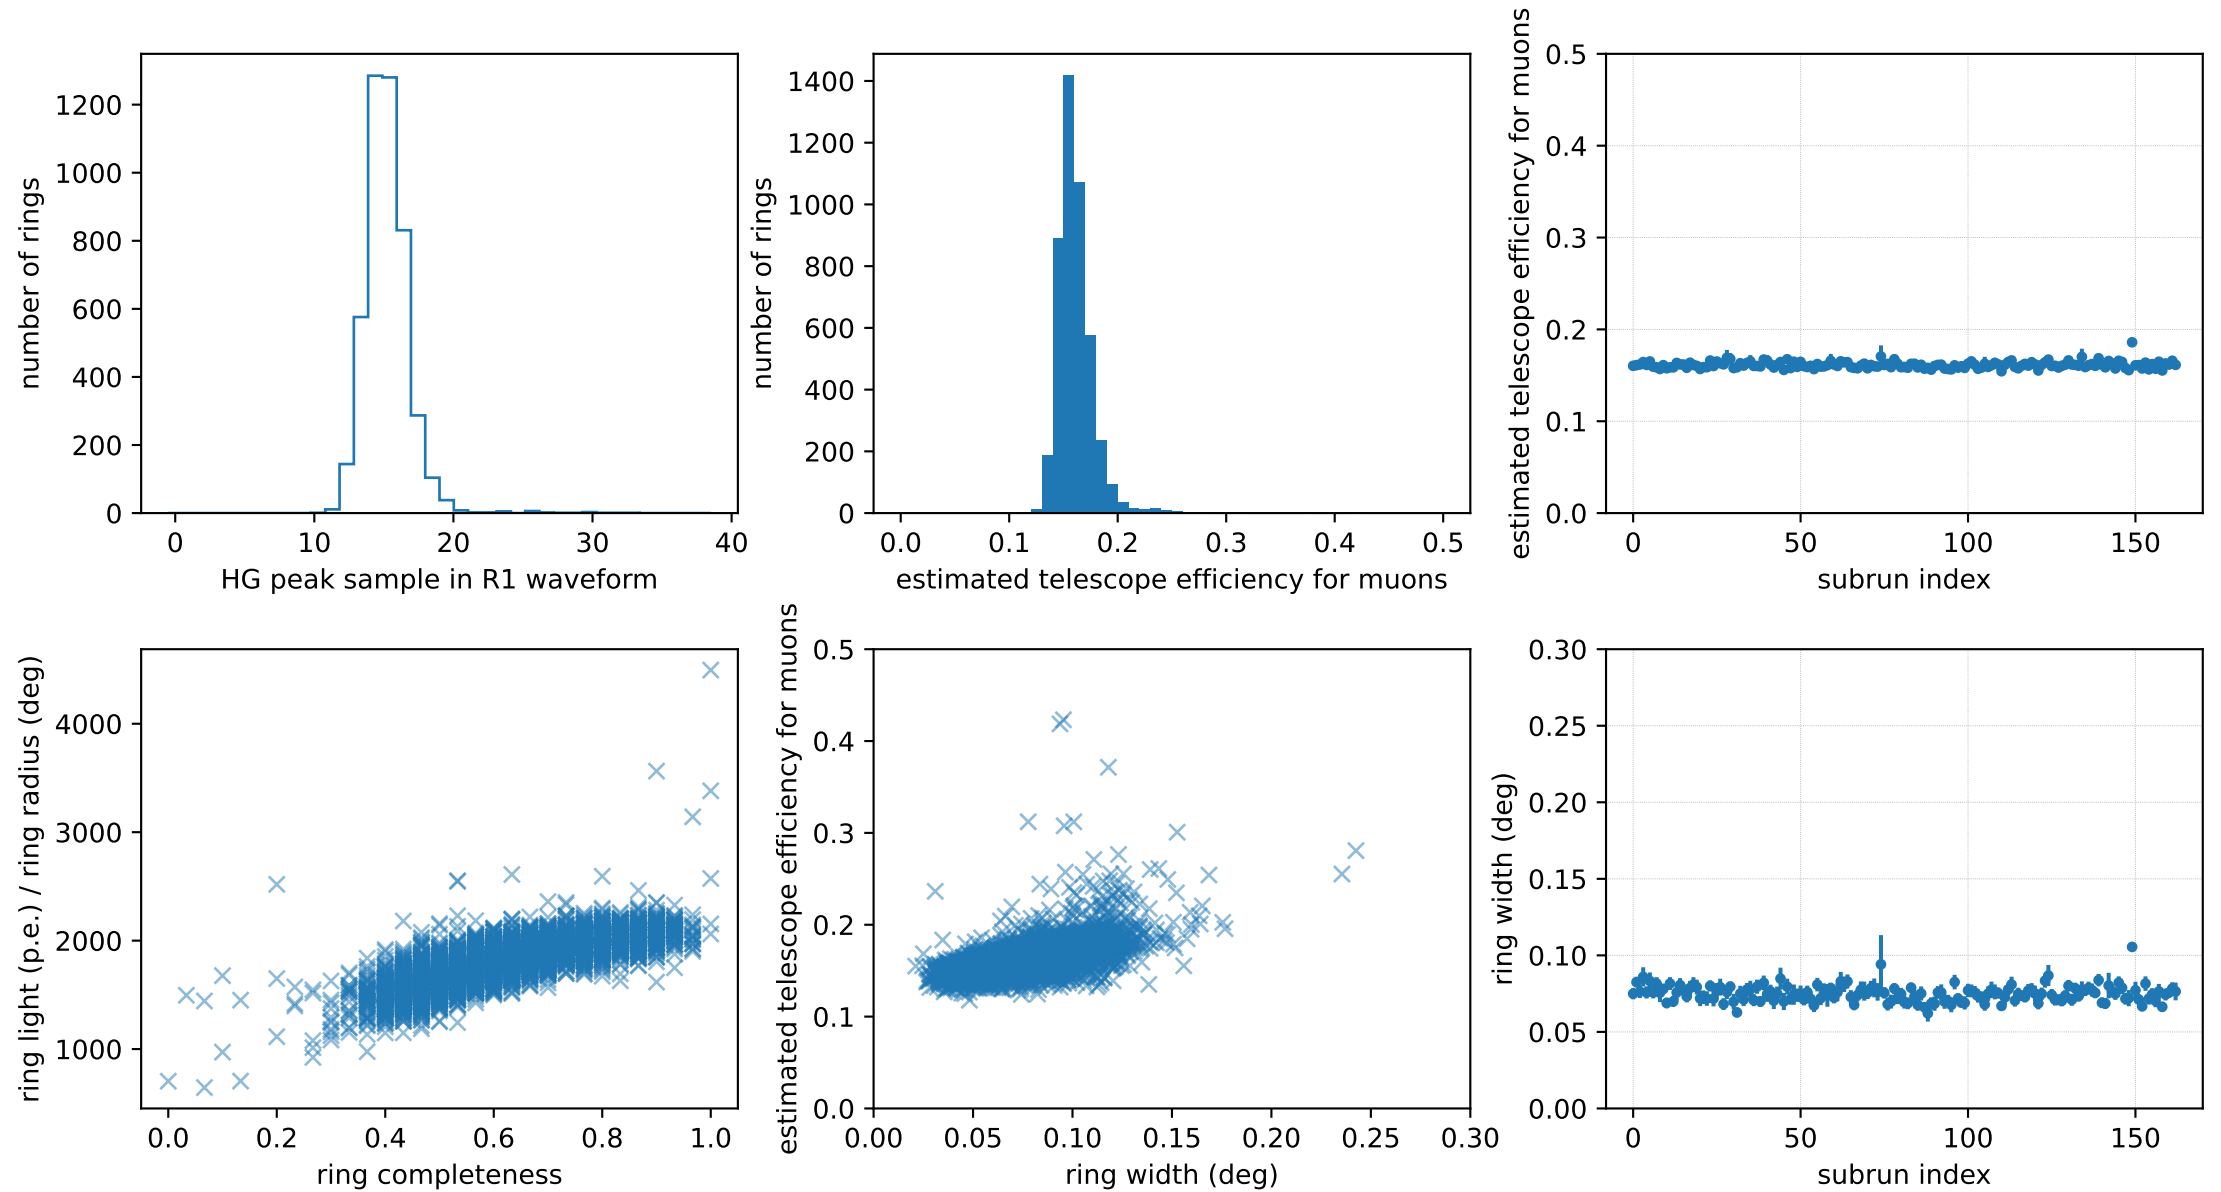 number of rings
1200
1000
800
600
400
200
0
0 10 20 30 40
HG peak sample in R1 waveform
number of rings
1400
1200
1000
800
600
400
200
0
0.0 0.1 0.2 0.3 0.4 0.5
estimated telescope efficiency for muons
estimated telescope efficiency for muons
0.5
0.4
0.3
0.2
0.1
0.0
0 50 100 150
subrun index
ring light (p.e.) / ring radius (deg)
4000
3000
2000
1000
0.0 0.2 0.4 0.6 0.8 1.0
ring completeness
estimated telescope efficiency for muons
0.5
0.4
0.3
0.2
0.1
0.0
0.00 0.05 0.10 0.15 0.20 0.25 0.30
ring width (deg)
ring width (deg)
0.30
0.25
0.20
0.15
0.10
0.05
0.00
0 50 100 150
subrun index